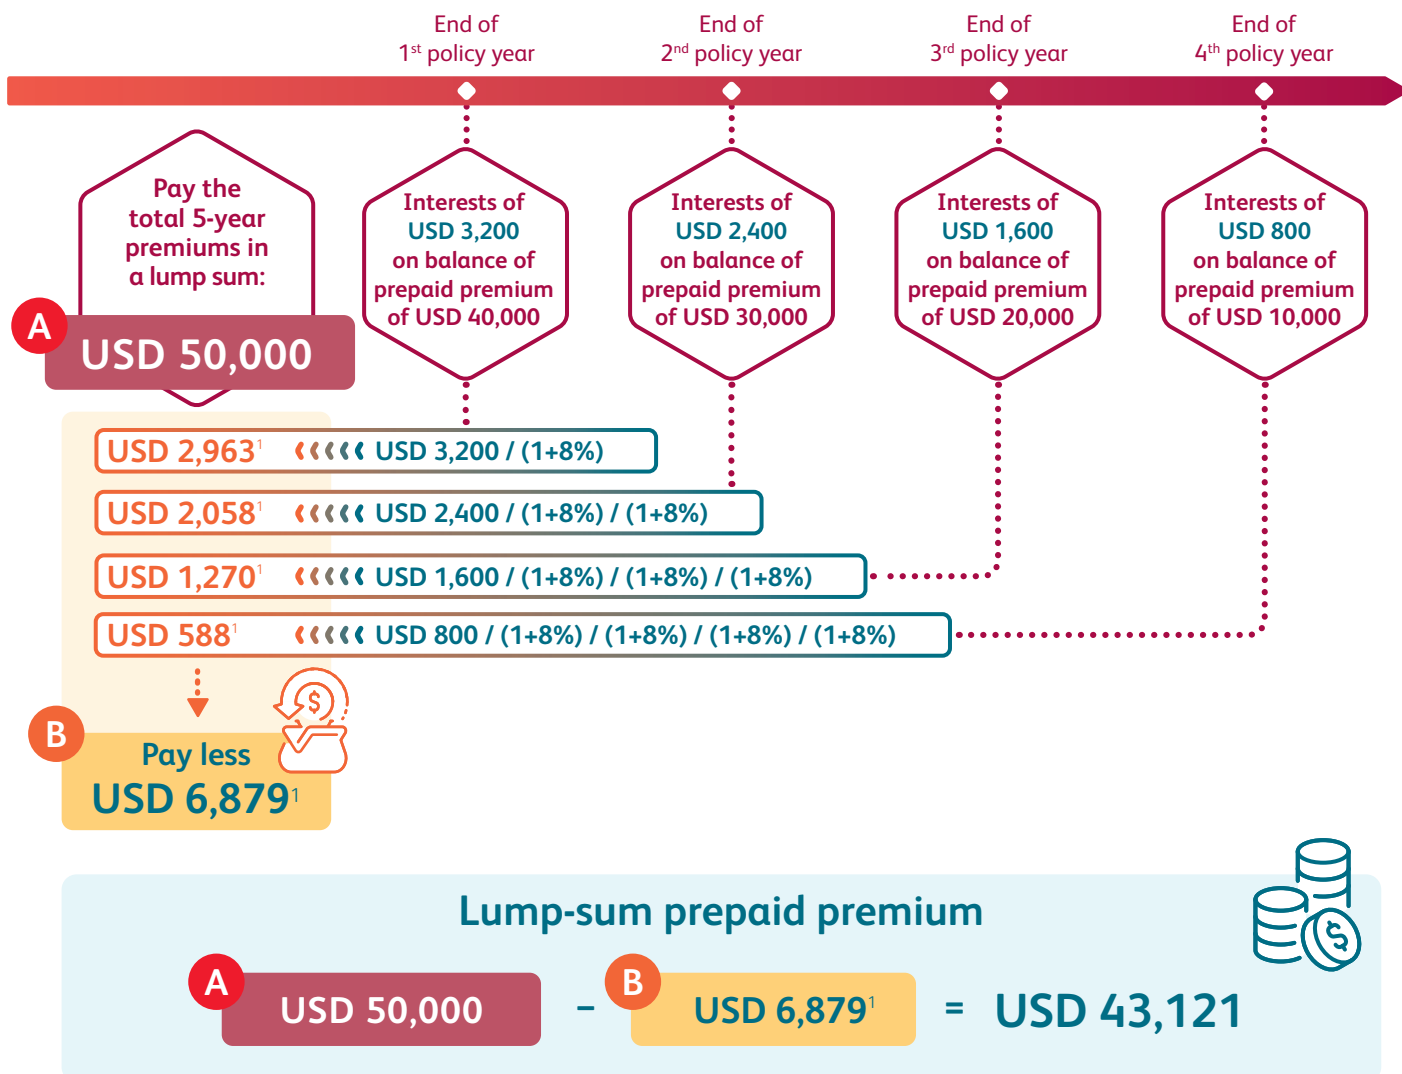 End of
1st policy year
End of
2nd policy year
End of
3rd policy year
End of
4th policy year
Pay the
total 5-year
premiums in
a lump sum:
A
USD 50,000
Interests of
USD 3,200
on balance of
prepaid premium
of USD 40,000
Interests of
USD 2,400
on balance of
prepaid premium
of USD 30,000
Interests of
USD 1,600
on balance of
prepaid premium
of USD 20,000
Interests of
USD 800
on balance of
prepaid premium
of USD 10,000
USD 2,963¹ USD 3,200 / (1+8%)
USD 2,058¹ USD 2,400 / (1+8%) / (1+8%)
USD 1,270¹ USD 1,600 / (1+8%) / (1+8%) / (1+8%)
USD 588¹ USD 800 / (1+8%) / (1+8%) / (1+8%) / (1+8%)
$
B
Pay less
USD 6,879¹
Lump-sum prepaid premium
$
A
USD 50,000
–
B
USD 6,879¹
= USD 43,121